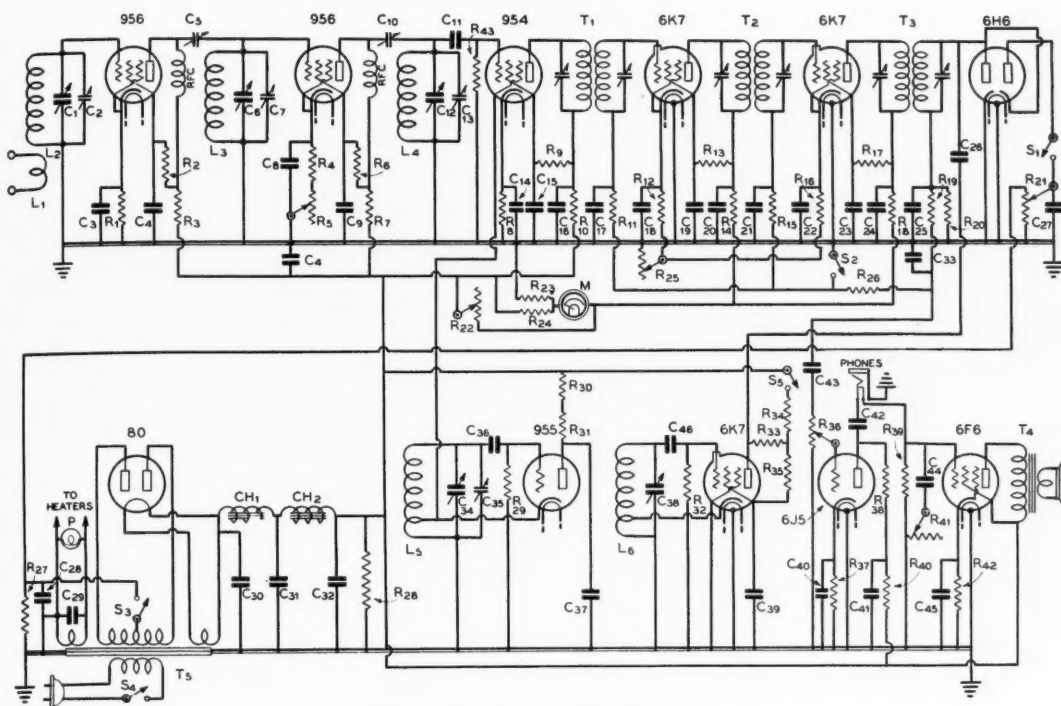 956
C5
956
C10
C11
R43
954
T1
6K7
T2
6K7
T3
6H6
RFC
RFC
L2
C1
C2
L3
C6
C7
L4
C12
C13
L1
C3
R1
C4
R2
R3
C8
R4
R5
C4
C9
R6
R7
R8
C14
C15
R9
C16
R10
C17
R11
R12
C18
C19
R13
C20
R14
C21
R15
R16
C22
C23
R17
C24
R18
C25
R19
R20
C26
C33
S1
R21
C27
R25
S2
R26
R22
R23
R24
M
80
TO HEATERS
P
R27
C28
C29
S3
CH1
CH2
C30
C31
C32
R28
T5
S4
L5
C34
C35
C36
R29
955
R30
R31
C37
L6
C38
C46
R32
6K7
R33
S5
R34
R35
C39
C43
R36
6J5
PHONES
C42
R39
R38
C40
R37
C41
R40
C44
R41
6F6
C45
R42
T4